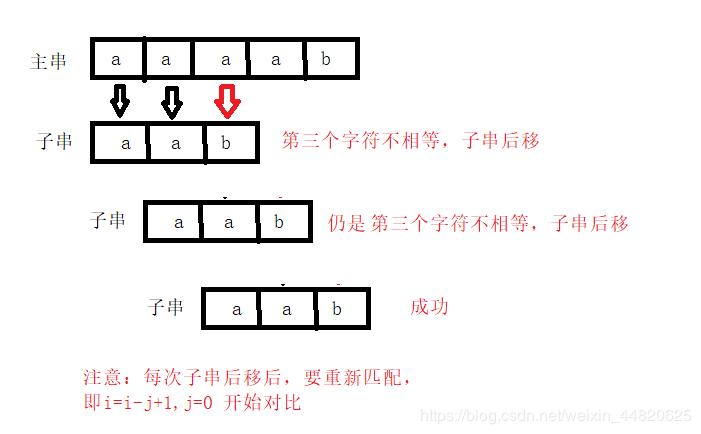 主串 a a a a b
子串 a a b 第三个字符不相等，子串后移
子串 a a b 仍是第三个字符不相等，子串后移
子串 a a b 成功
注意：每次子串后移后，要重新匹配，
即i=i-j+1,j=0 开始对比
https://blog.csdn.net/weixin_44820625